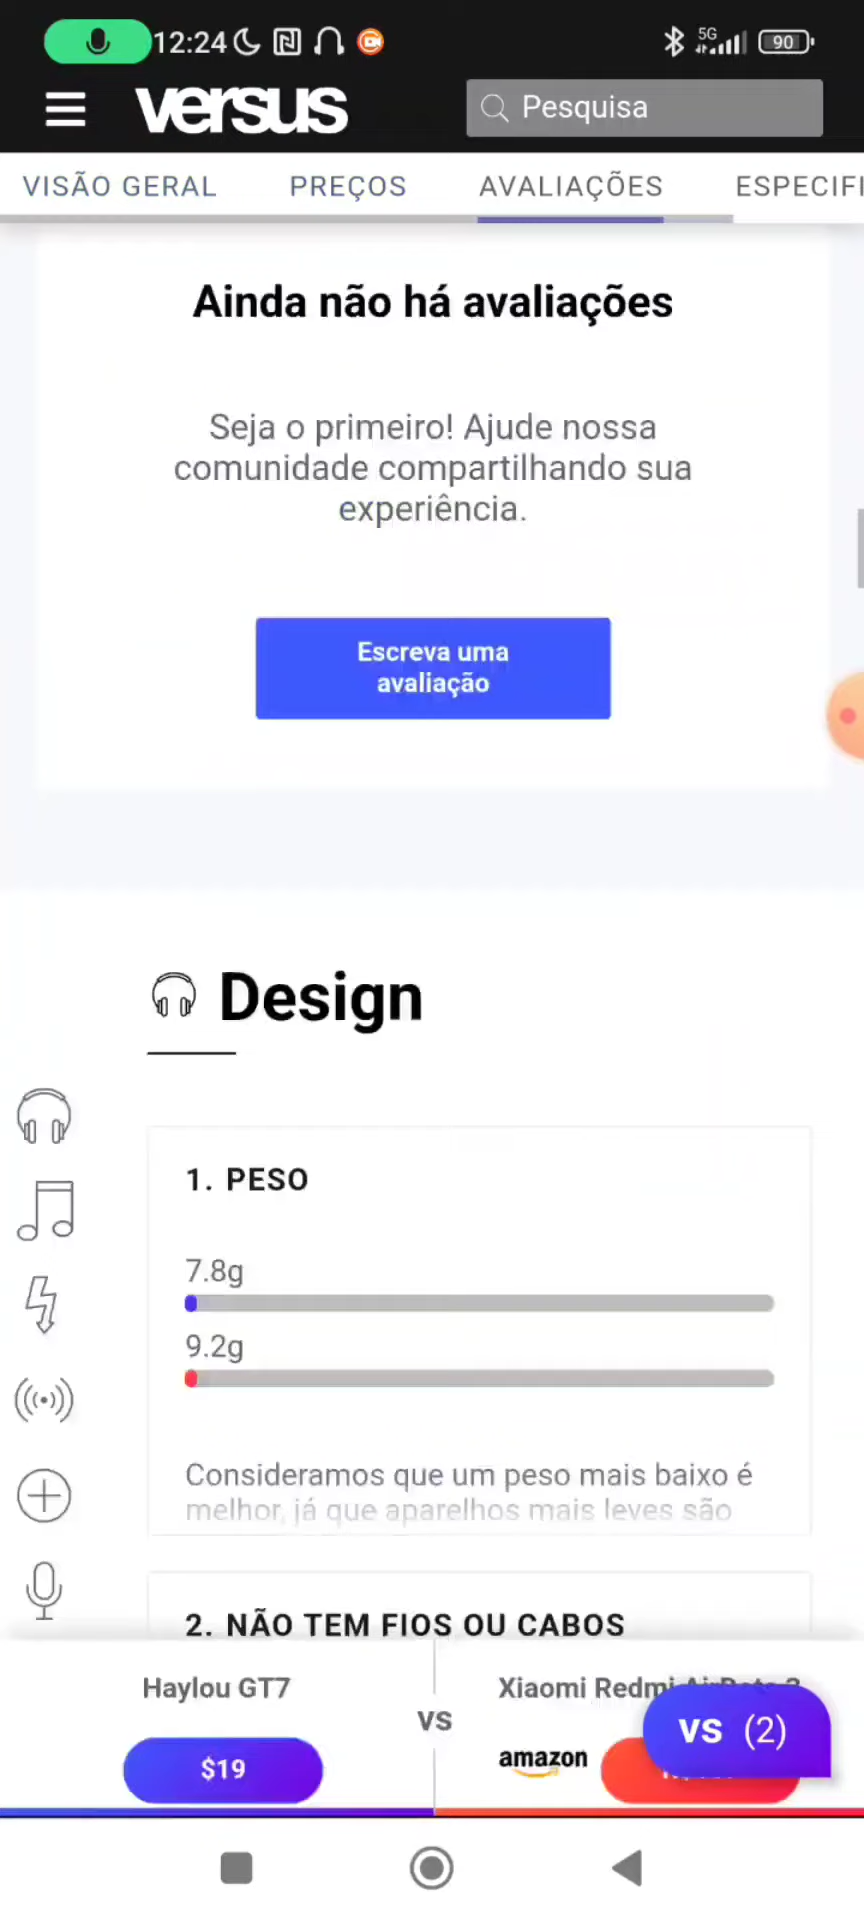 12:24
5G
90
versus
Pesquisa
VISÃO GERAL PREÇOS AVALIAÇÕES ESPECIFI
Ainda não há avaliações
Seja o primeiro! Ajude nossa
comunidade compartilhando sua
experiência.
Escreva uma
avaliação
Design
1. PESO
7.8g
9.2g
Consideramos que um peso mais baixo é
melhor, já que aparelhos mais leves são
2. NÃO TEM FIOS OU CABOS
Haylou GT7
vs
Xiaomi Redmi
VS (2)
$19
amazon